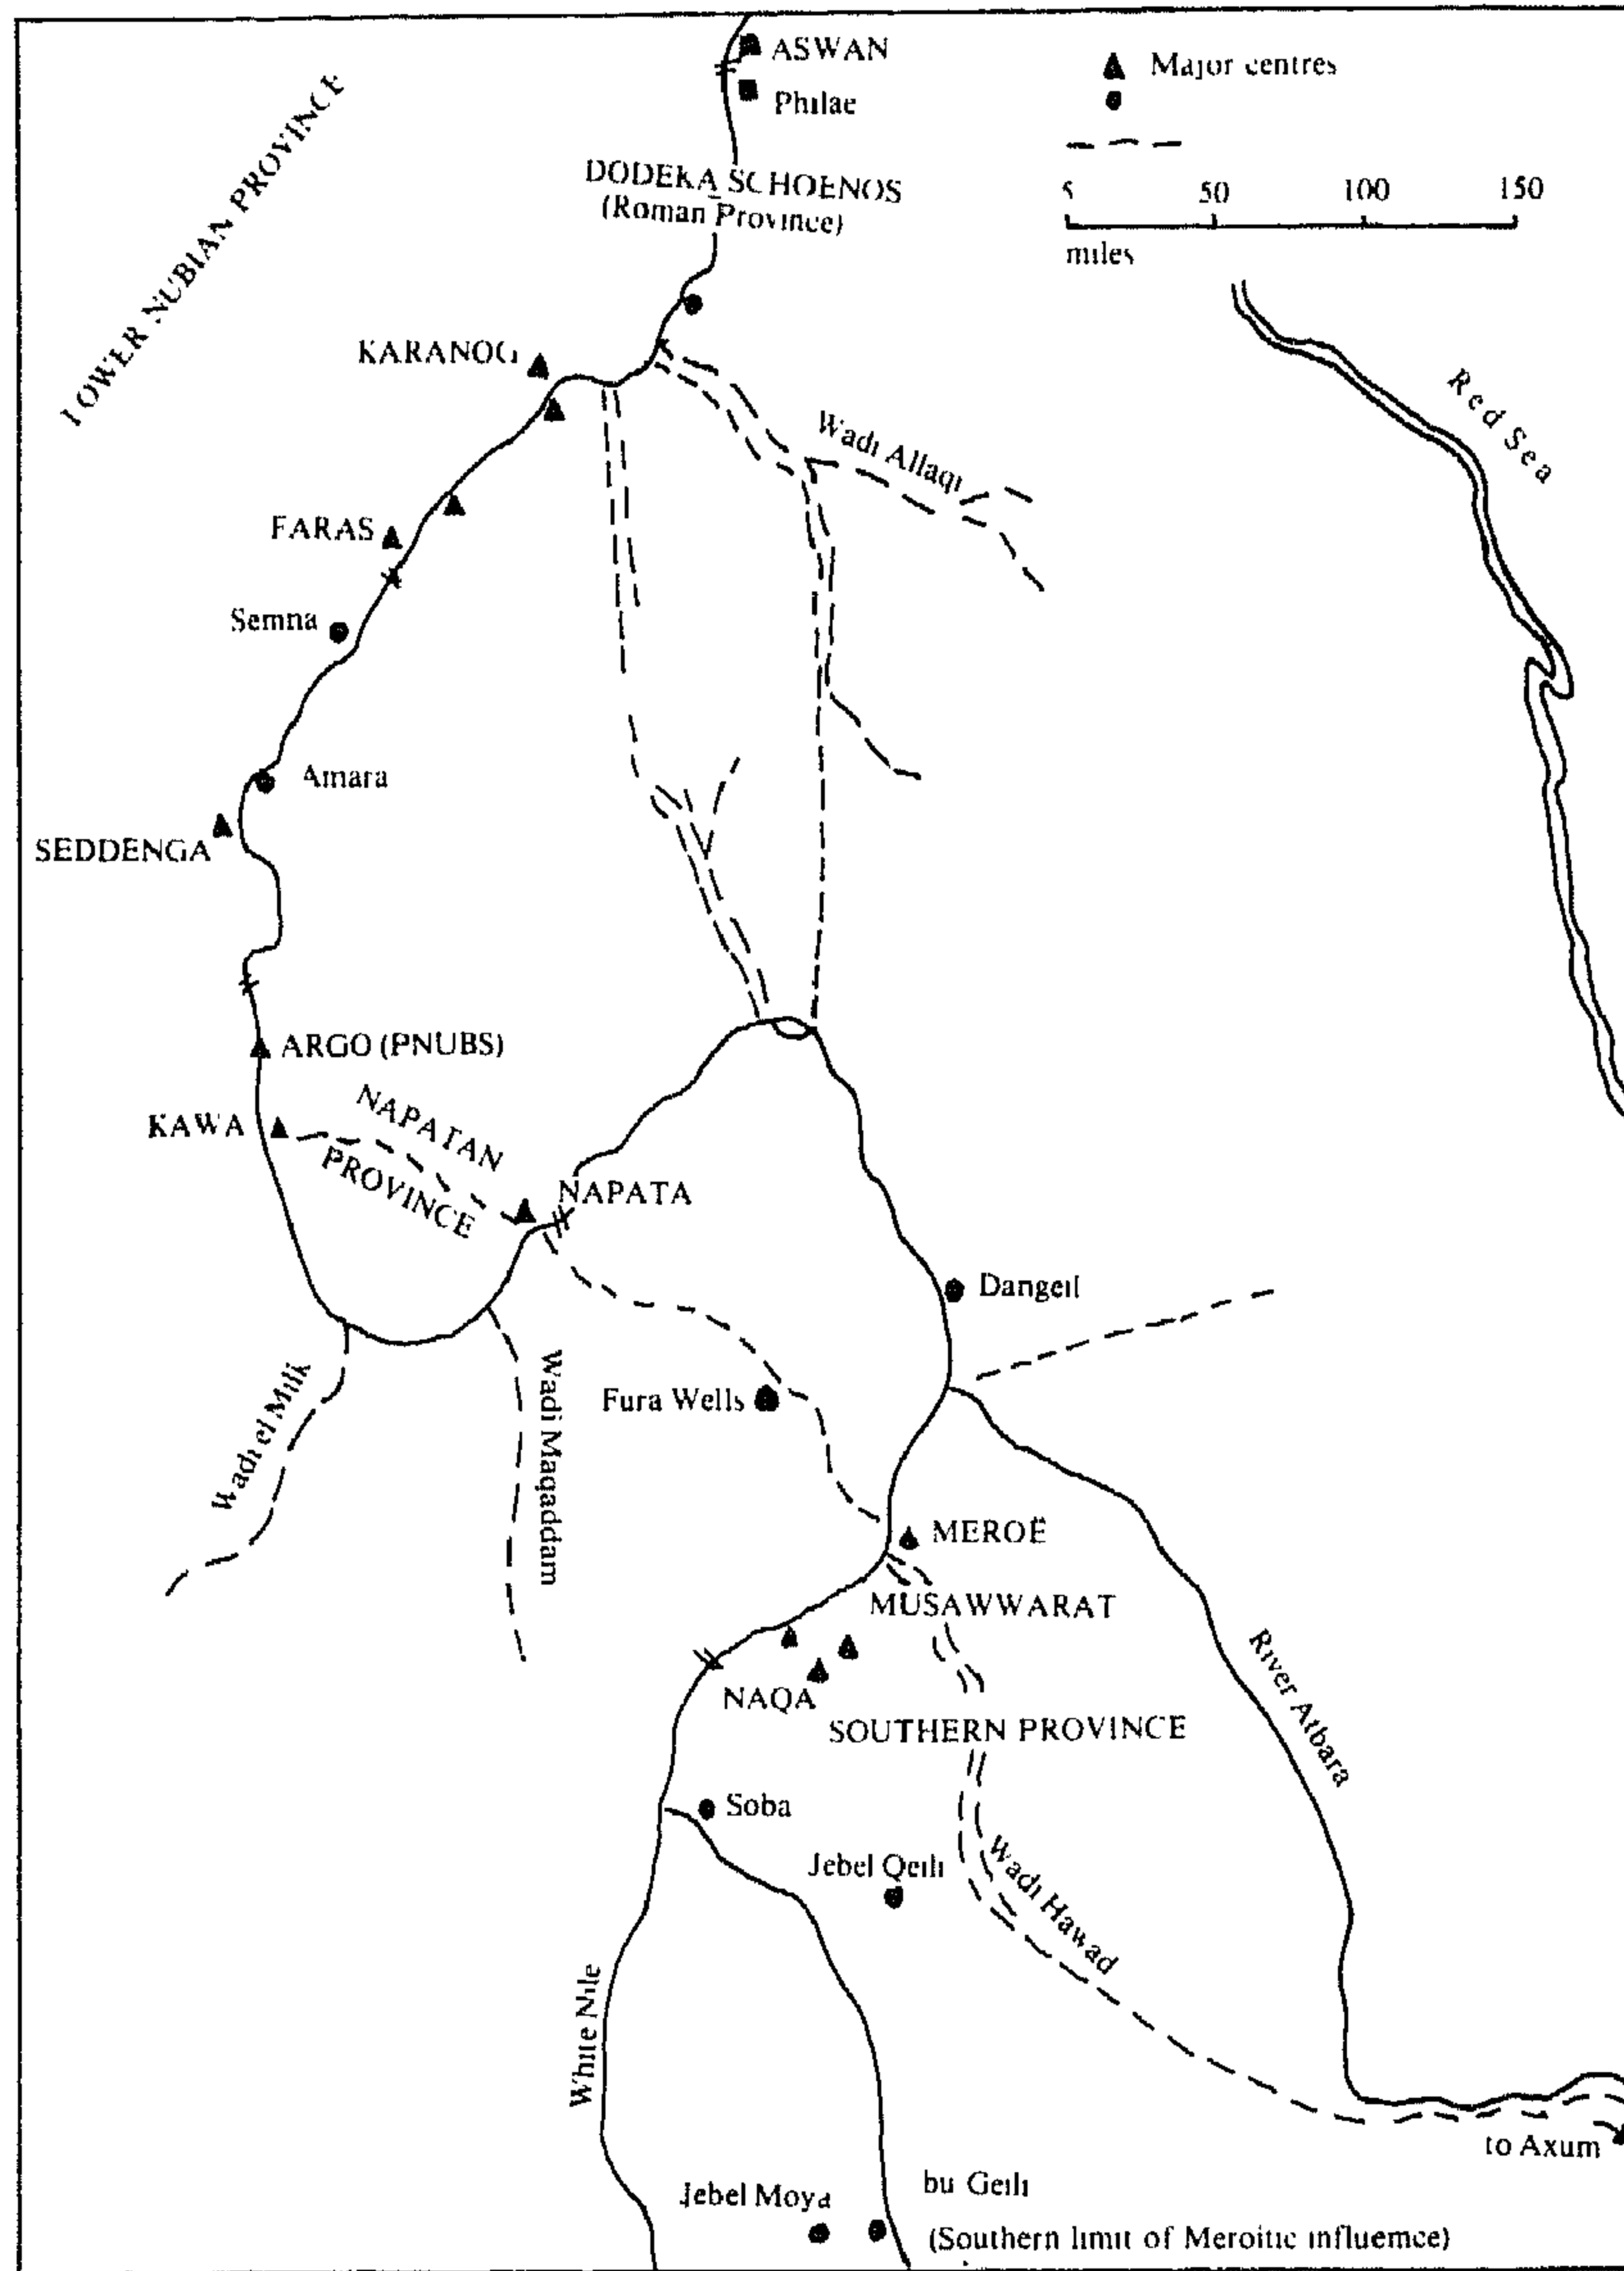 ASWAN
Philae
Major centres
DODEKA SCHOENOS
(Roman Province)
5 50 100 150
miles
LOWER NUBIAN PROVINCE
KARANOG
Red Sea
Wadi Allaqi
FARAS
Semna
Amara
SEDDENGA
ARGO (PNUBS)
NAPATAN
PROVINCE
KAWA
NAPATA
Dangeil
Wadi el Milk
Wadi Maqaddam
Fura Wells
MEROË
MUSAWWARAT
NAQA
SOUTHERN PROVINCE
River Atbara
Soba
Jebel Qeili
Wadi Hawad
White Nile
to Axum
Jebel Moya
bu Geili
(Southern limit of Meroitic influemce)